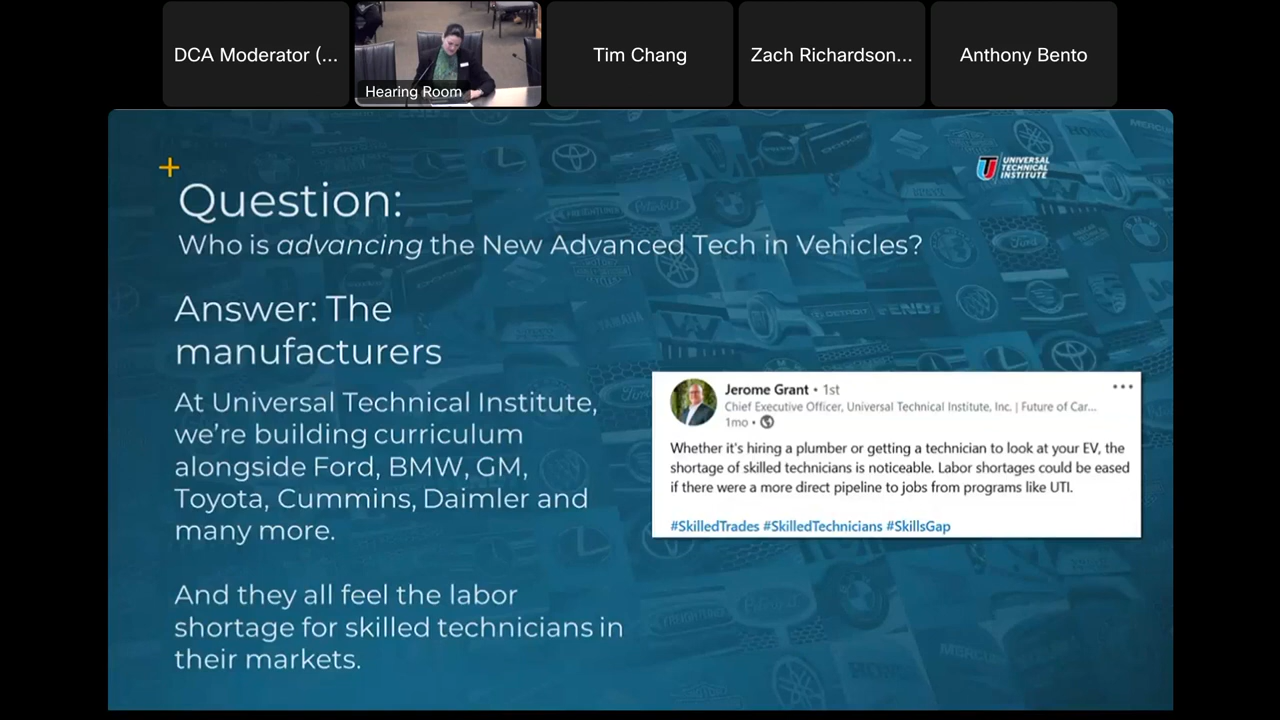 DCA Moderator (...
Hearing Room
Tim Chang
Zach Richardson...
Anthony Bento
UNIVERSAL
TECHNICAL
INSTITUTE
Question:
Who is advancing the New Advanced Tech in Vehicles?
Answer: The
manufacturers
At Universal Technical Institute,
we’re building curriculum
alongside Ford, BMW, GM,
Toyota, Cummins, Daimler and
many more.
And they all feel the labor
shortage for skilled technicians in
their markets.
Jerome Grant • 1st
Chief Executive Officer, Universal Technical Institute, Inc. | Future of Car...
1mo •
Whether it's hiring a plumber or getting a technician to look at your EV, the
shortage of skilled technicians is noticeable. Labor shortages could be eased
if there were a more direct pipeline to jobs from programs like UTI.
#SkilledTrades #SkilledTechnicians #SkillsGap